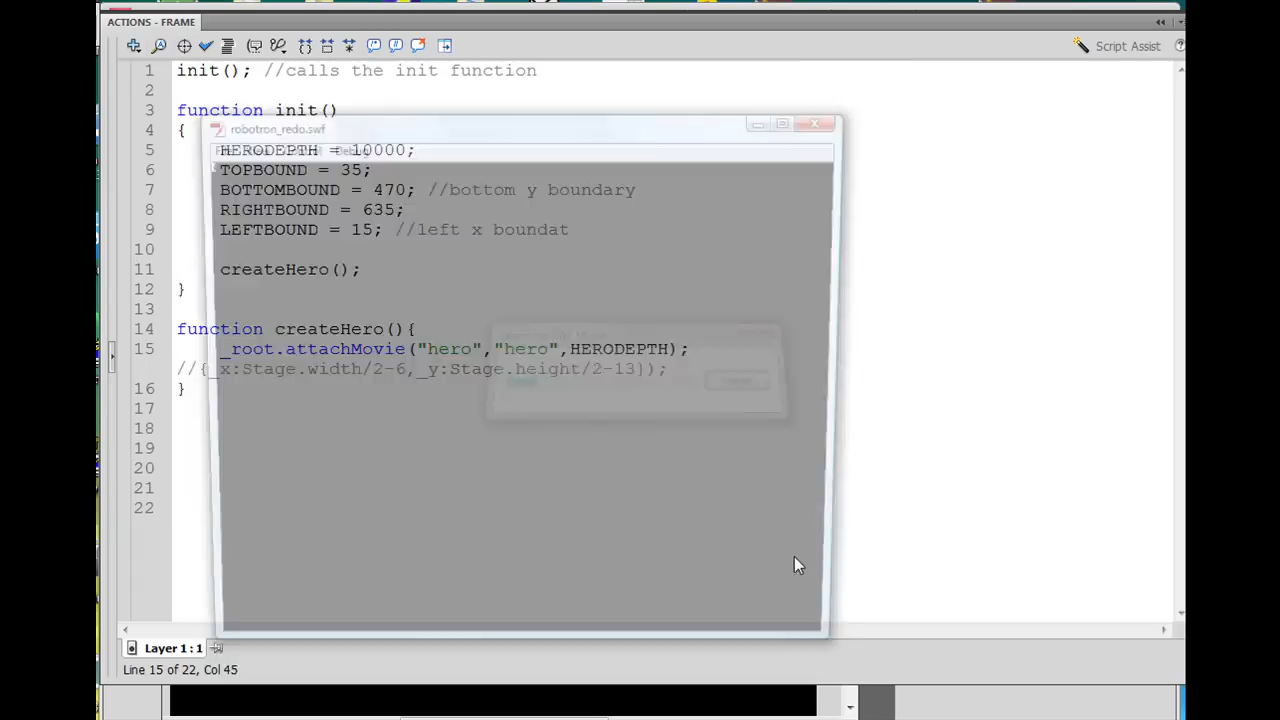 ACTIONS - FRAME
Script Assist
1 init(); //calls the init function
2
3 function init()
4 {
robotron_redo.swf
5 HERODEPTH = 10000;
Debug
6 TOPBOUND = 35;
7 BOTTOMBOUND = 470; //bottom y boundary
8 RIGHTBOUND = 635;
9 LEFTBOUND = 15; //left x boundat
10
11 createHero();
12 }
13
14 function createHero(){
15 _root.attachMovie("hero","hero",HERODEPTH);
//{_x:Stage.width/2-6,_y:Stage.height/2-13});
16 }
17
18
19
20
21
22
Layer 1 : 1
Line 15 of 22, Col 45